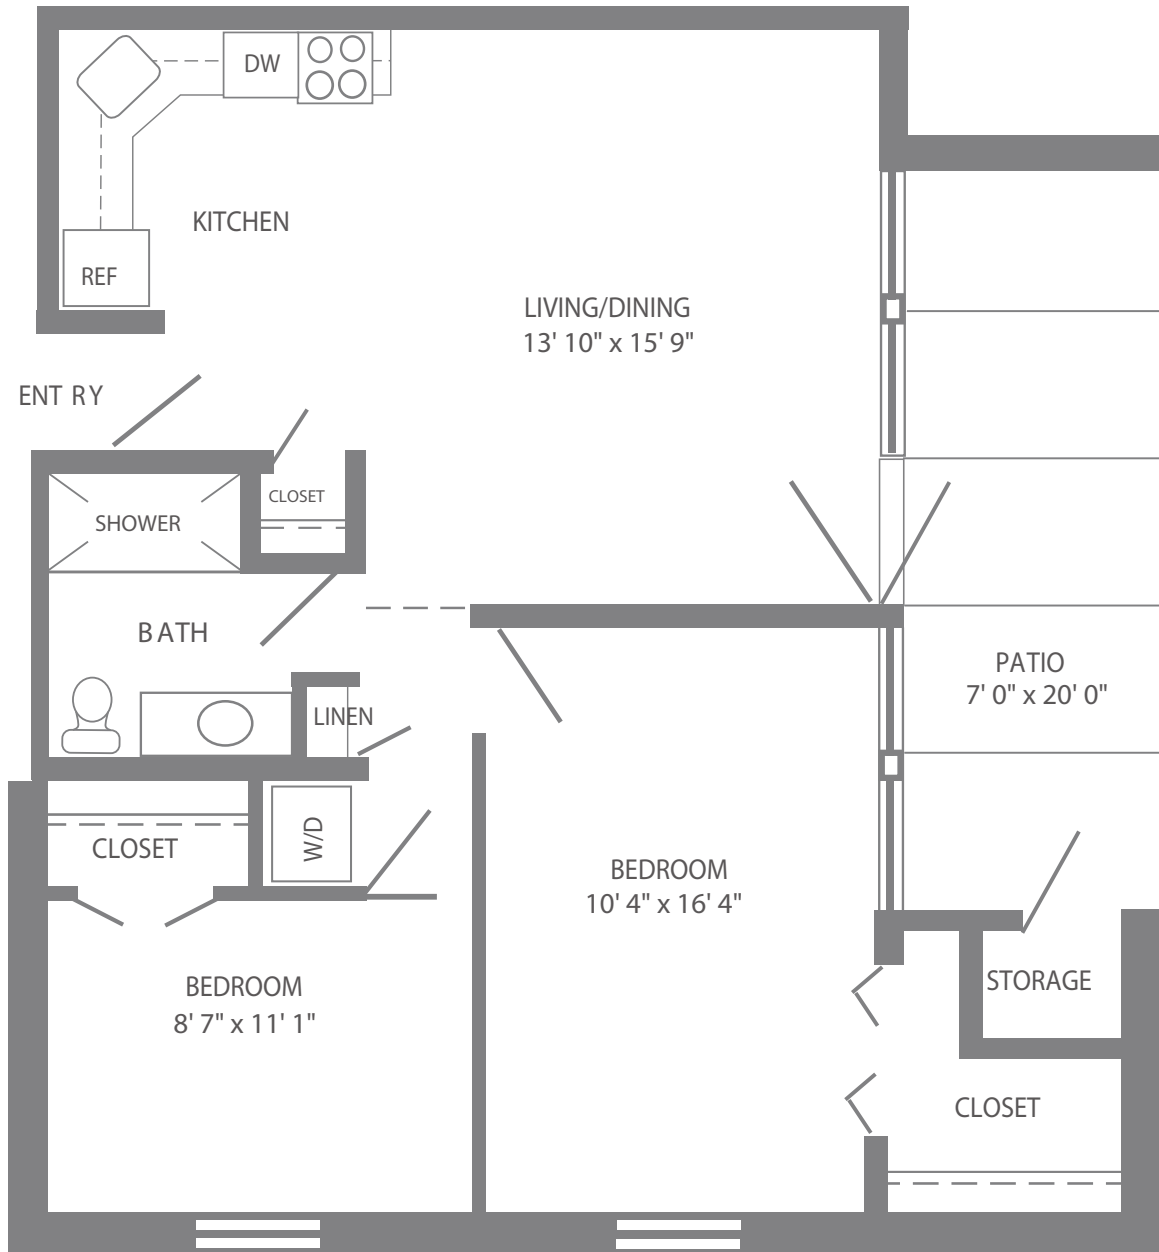 DW
KITCHEN
REF
LIVING/DINING
13' 10" x 15' 9"
ENT RY
CLOSET
SHOWER
BATH
LINEN
PATIO
7' 0" x 20' 0"
CLOSET
W/D
BEDROOM
10' 4" x 16' 4"
BEDROOM
8' 7" x 11' 1"
STORAGE
CLOSET